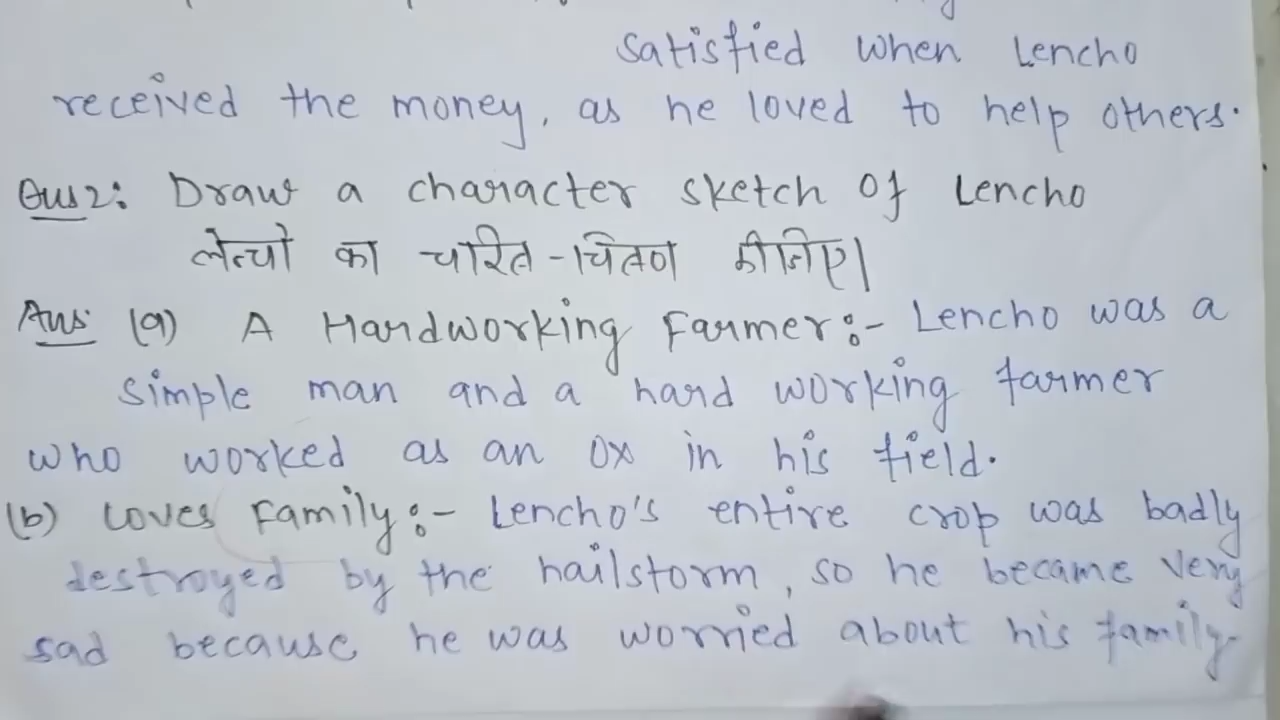 satisfied when Lencho
received the money, as he loved to help others.
Qus 2: Draw a character sketch of Lencho
लेन्चो का चरित-चितण कीजिए।
Ans (a) A Hardworking Farmer:- Lencho was a
simple man and a hard working farmer
who worked as an ox in his field.
(b) Loves Family:- Lencho's entire crop was badly
destroyed by the hailstorm, so he became very
sad because he was worried about his family.